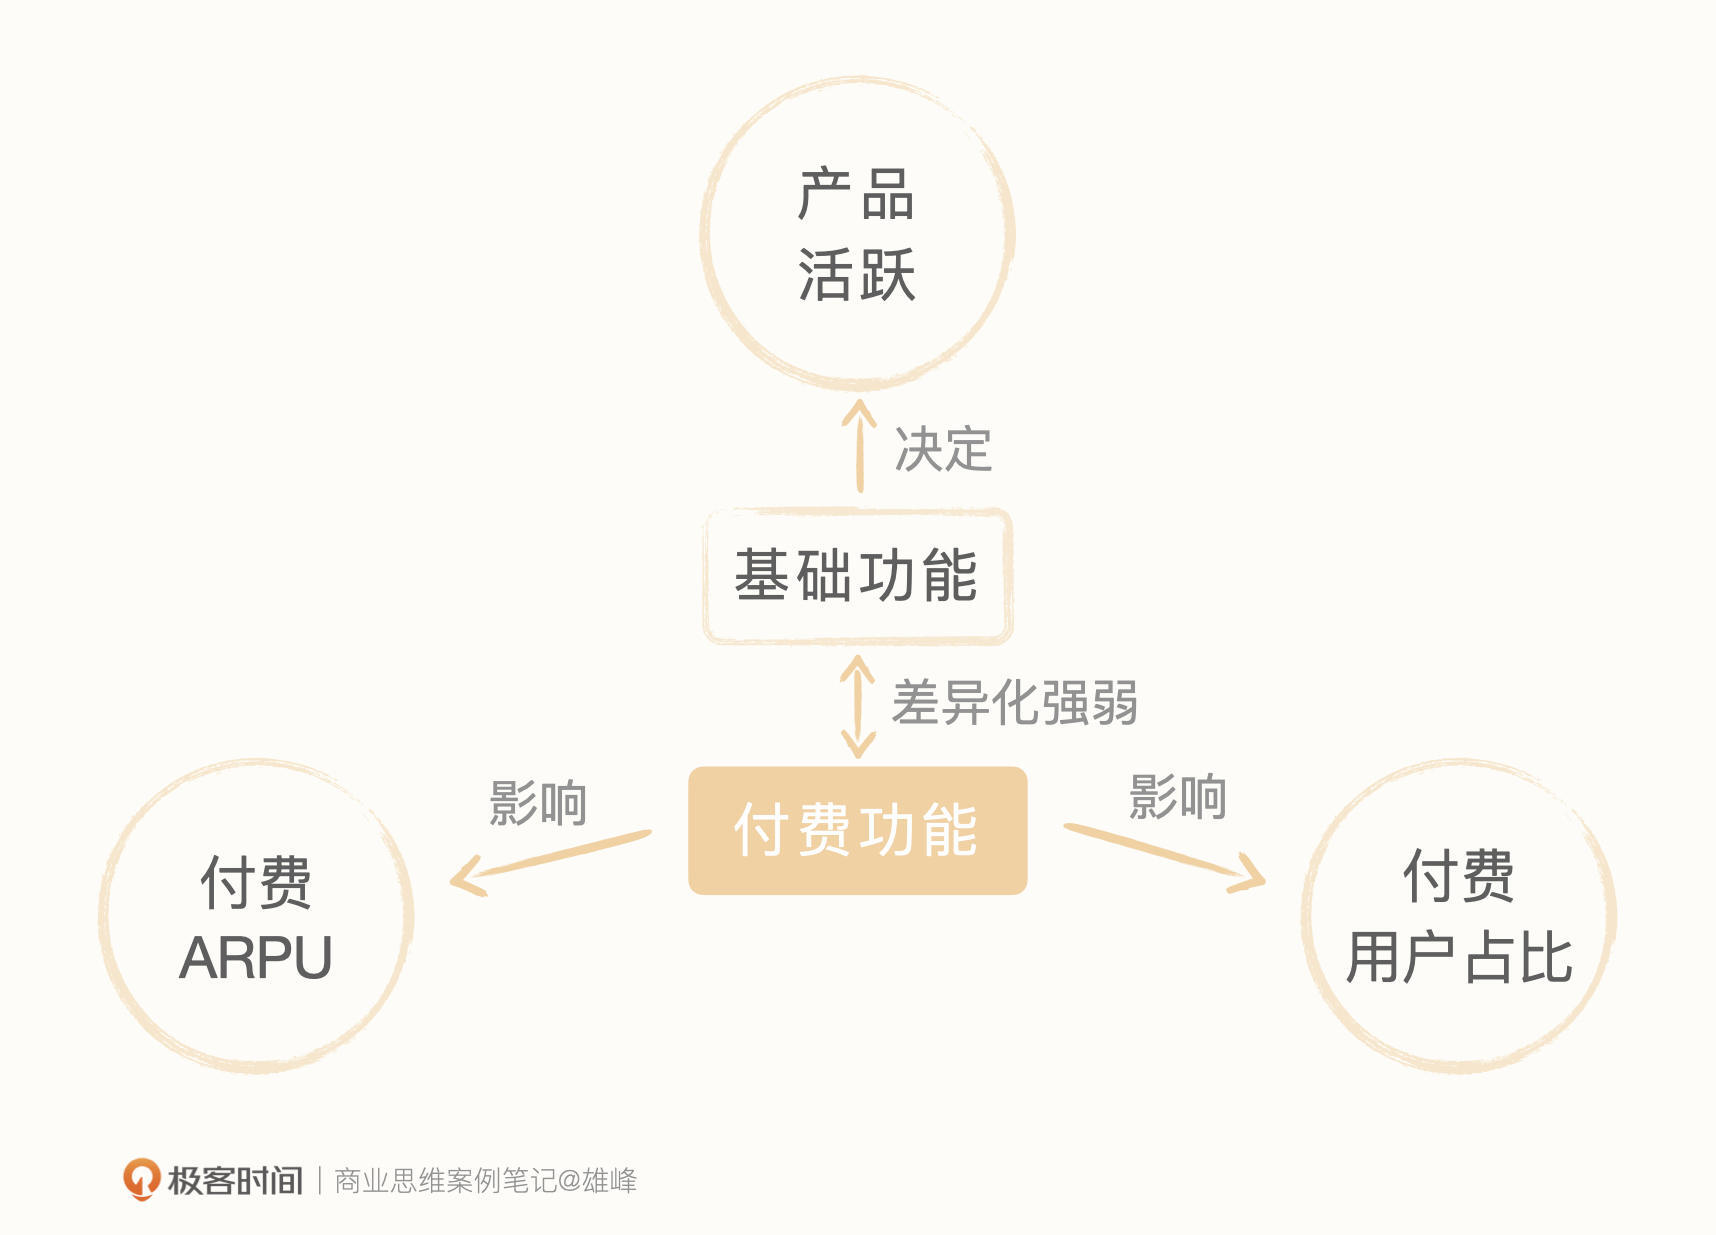 产品
活跃
决定
基础功能
差异化强弱
影响
付费功能
影响
付费
ARPU
付费
用户占比
极客时间 | 商业思维案例笔记@雄峰